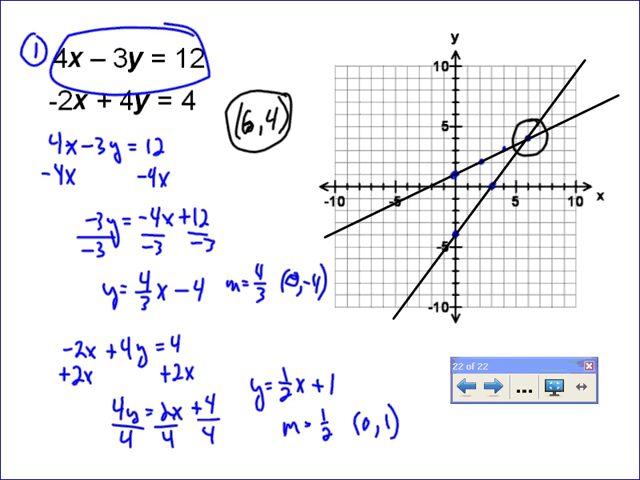 1
4x – 3y = 12
-2x + 4y = 4
(6,4)
4x-3y = 12
-4x -4x
-3y = -4x+12
-3 -3 -3
y = 4/3 x - 4 m = 4/3 (0,-4)
-2x + 4y = 4
+2x +2x
4y = 2x + 4
4 4 4
y = 1/2 x + 1
m = 1/2 (0,1)
y
10
5
-10 -5 5 10 x
-5
-10
22 of 22
...